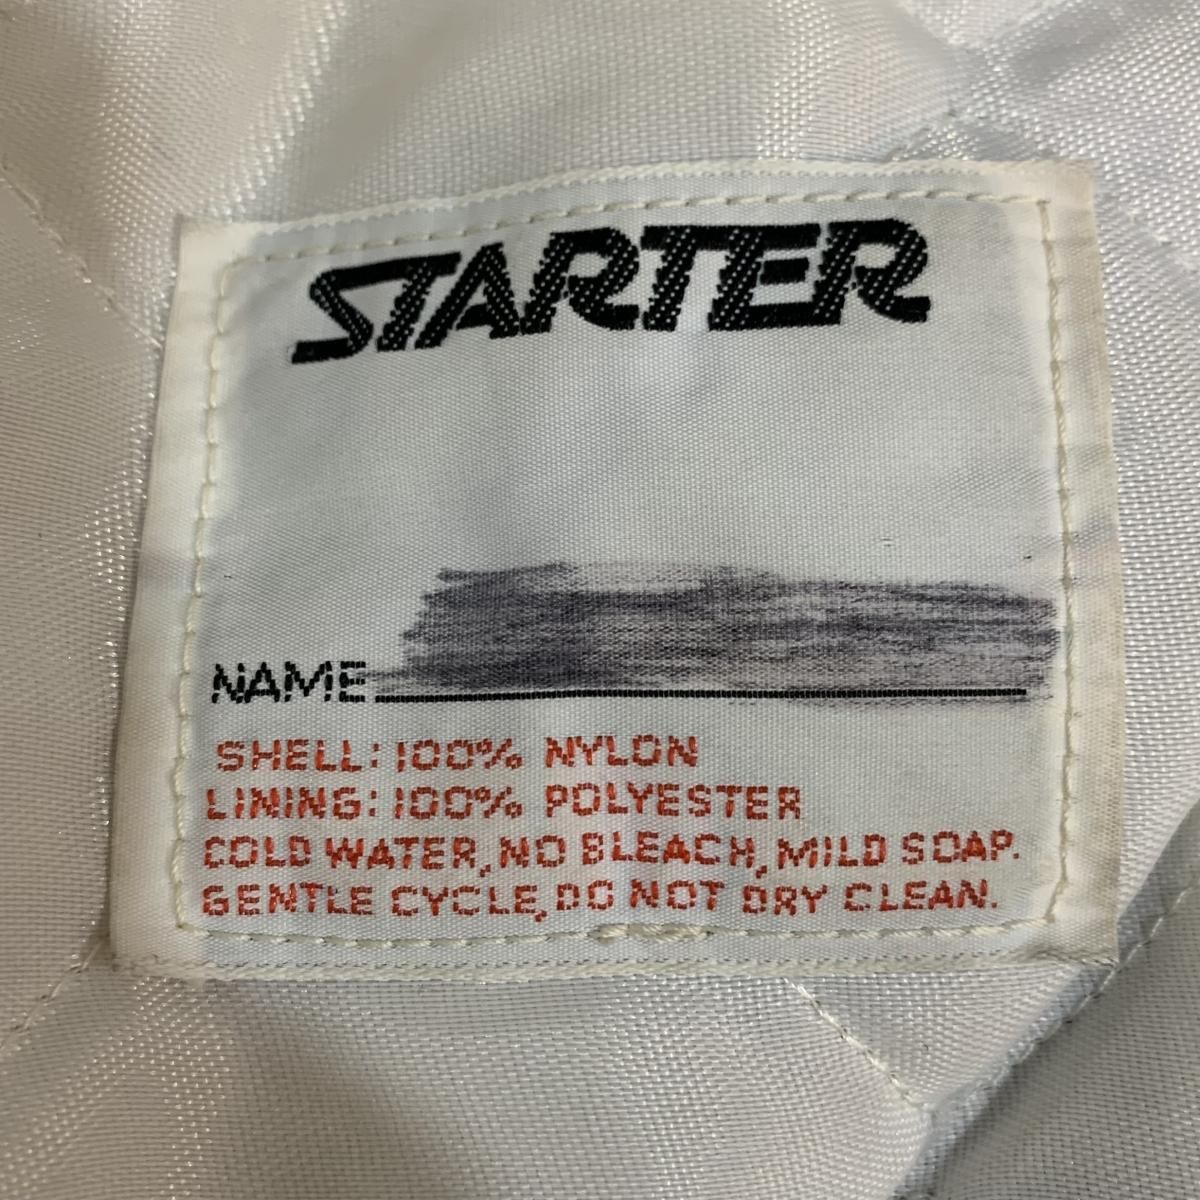 STARTER
NAME
SHELL: 100% NYLON
LINING: 100% POLYESTER
COLD WATER, NO BLEACH, MILD SOAP.
GENTLE CYCLE, DO NOT DRY CLEAN.